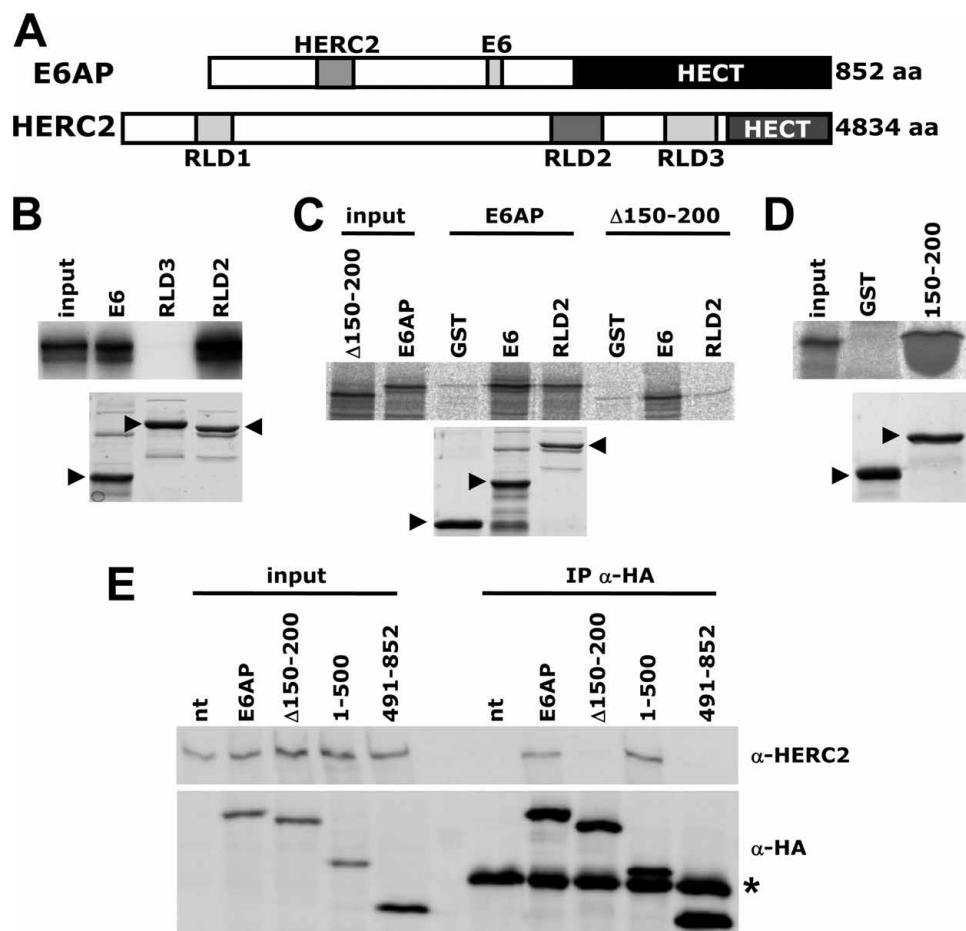 A
HERC2 E6
E6AP HECT 852 aa
HERC2 HECT 4834 aa
RLD1 RLD2 RLD3
B
input E6 RLD3 RLD2
C
input E6AP Δ150-200
Δ150-200 E6AP GST E6 RLD2 GST E6 RLD2
D
input GST 150-200
E
input IP α-HA
nt E6AP Δ150-200 1-500 491-852 nt E6AP Δ150-200 1-500 491-852
α-HERC2
α-HA
*